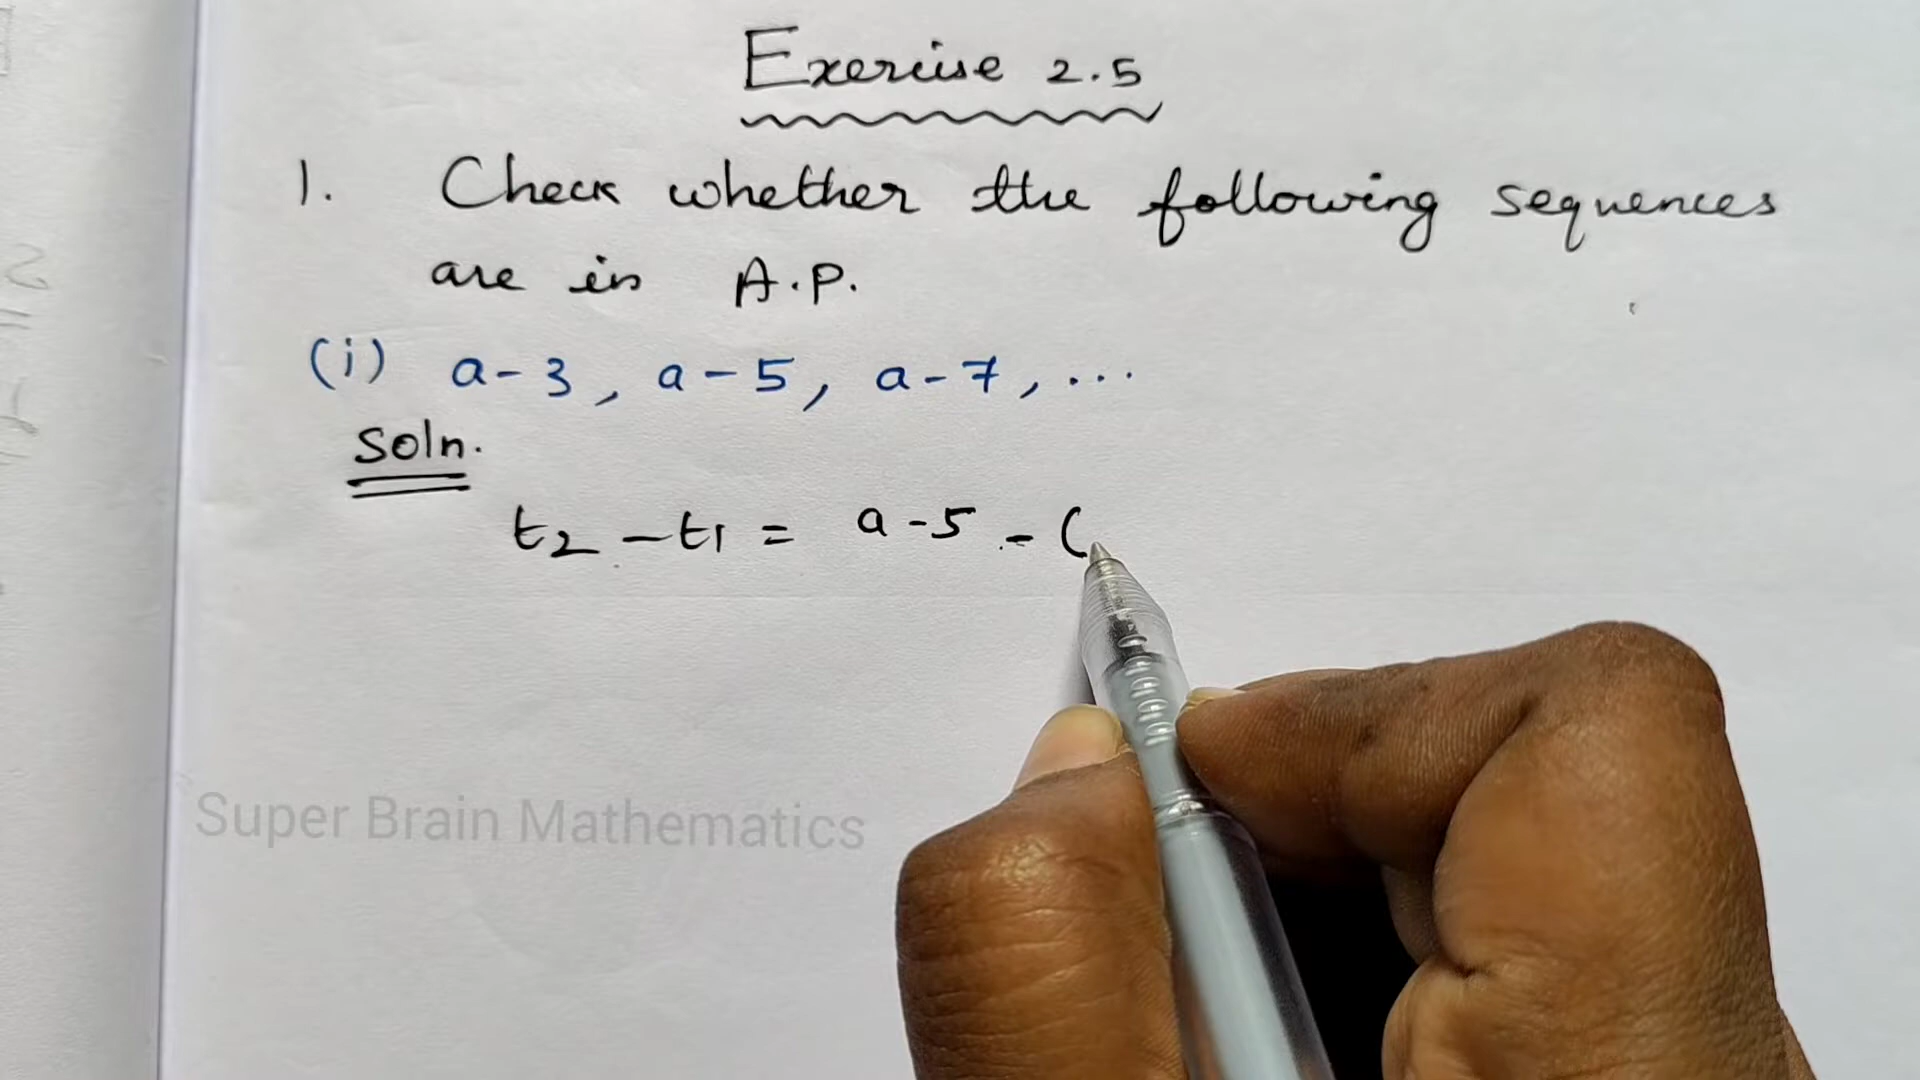 Exercise 2.5
1. Check whether the following sequences
are in A.P.
(i) a-3, a-5, a-7, ...
Soln.
t2 - t1 = a-5 - (
Super Brain Mathematics